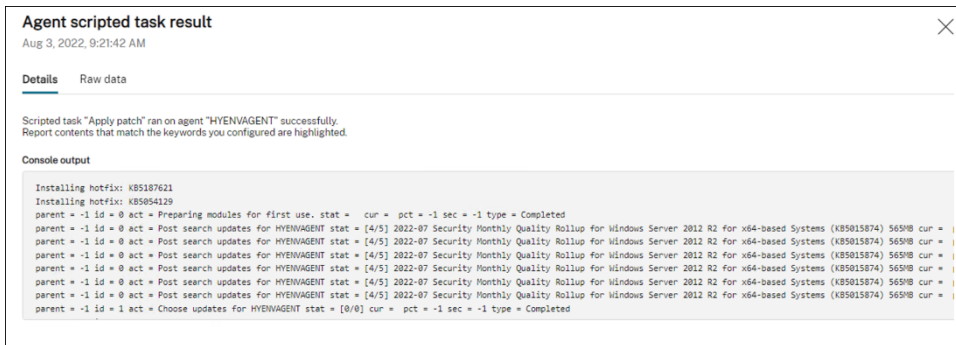 Agent scripted task result
Aug 3, 2022, 9:21:42 AM
Details Raw data
Scripted task "Apply patch" ran on agent "HYENVAGENT" successfully.
Report contents that match the keywords you configured are highlighted.
Console output
Installing hotfix: KB5187621
Installing hotfix: KB5054129
parent = -1 id = 0 act = Preparing modules for first use. stat = cur = pct = -1 sec = -1 type = Completed
parent = -1 id = 0 act = Post search updates for HYENVAGENT stat = [4/5] 2022-07 Security Monthly Quality Rollup for Windows Server 2012 R2 for x64-based Systems (KB5015874) 565MB cur =
parent = -1 id = 0 act = Post search updates for HYENVAGENT stat = [4/5] 2022-07 Security Monthly Quality Rollup for Windows Server 2012 R2 for x64-based Systems (KB5015874) 565MB cur =
parent = -1 id = 0 act = Post search updates for HYENVAGENT stat = [4/5] 2022-07 Security Monthly Quality Rollup for Windows Server 2012 R2 for x64-based Systems (KB5015874) 565MB cur =
parent = -1 id = 0 act = Post search updates for HYENVAGENT stat = [4/5] 2022-07 Security Monthly Quality Rollup for Windows Server 2012 R2 for x64-based Systems (KB5015874) 565MB cur =
parent = -1 id = 0 act = Post search updates for HYENVAGENT stat = [4/5] 2022-07 Security Monthly Quality Rollup for Windows Server 2012 R2 for x64-based Systems (KB5015874) 565MB cur =
parent = -1 id = 0 act = Post search updates for HYENVAGENT stat = [4/5] 2022-07 Security Monthly Quality Rollup for Windows Server 2012 R2 for x64-based Systems (KB5015874) 565MB cur =
parent = -1 id = 1 act = Choose updates for HYENVAGENT stat = [0/0] cur = pct = -1 sec = -1 type = Completed